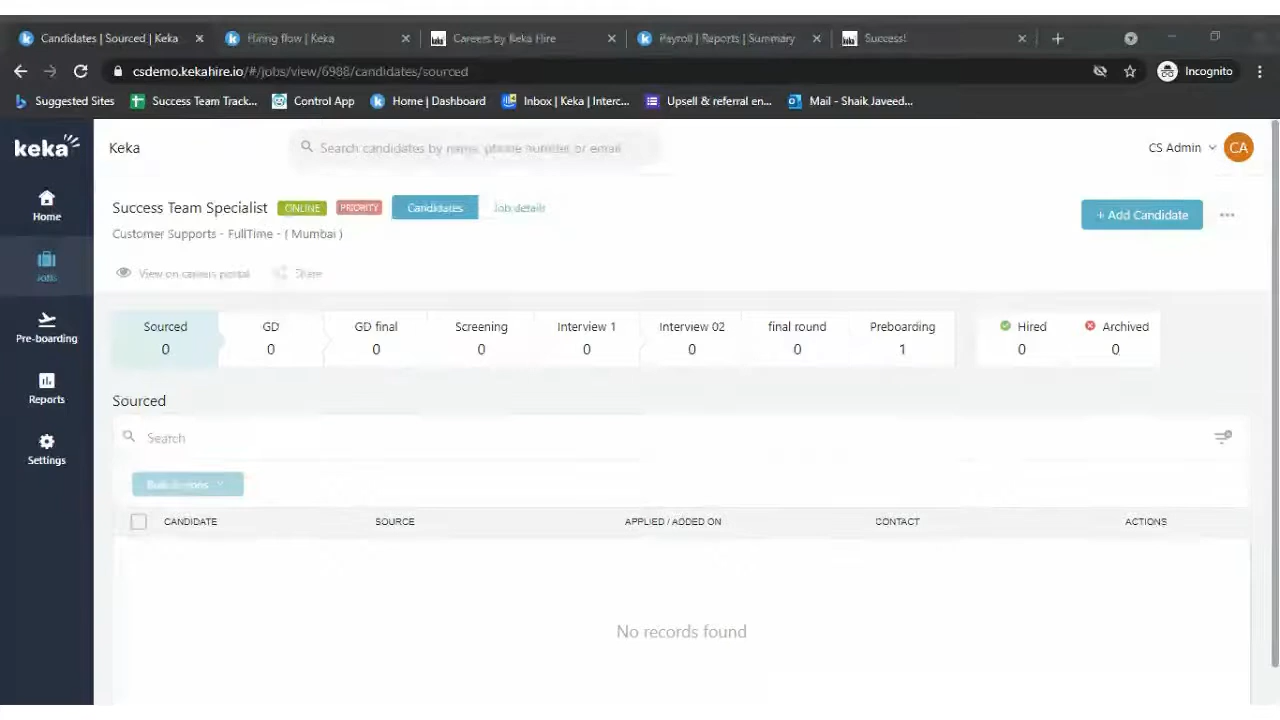 Candidates | Sourced | Keka
Hiring flow | Keka
Careers by Keka Hire
Payroll | Reports | Summary
Success!
csdemo.kekahire.io/#/jobs/view/6988/candidates/sourced
Incognito
Suggested Sites
Success Team Track...
Control App
Home | Dashboard
Inbox | Keka | Interc...
Upsell & referral en...
Mail - Shaik Javeed...
keka
Keka
Search candidates by name, phone number or email
CS Admin
CA
Home
Jobs
Pre-boarding
Reports
Settings
Success Team Specialist
ONLINE
PRIORITY
Candidates
Job details
+ Add Candidate
Customer Supports - FullTime - ( Mumbai )
View on careers portal
Share
Sourced
GD
GD final
Screening
Interview 1
Interview 02
final round
Preboarding
Hired
Archived
0
0
0
0
0
0
0
1
0
0
Sourced
Search
Bulk actions
CANDIDATE
SOURCE
APPLIED / ADDED ON
CONTACT
ACTIONS
No records found